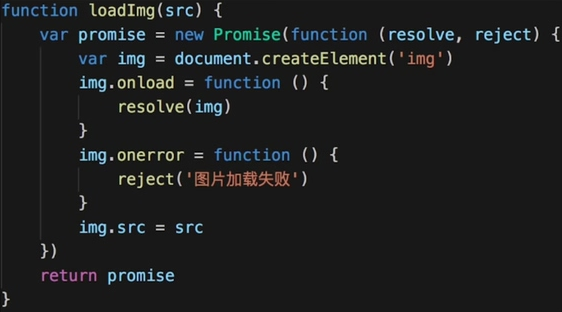 function loadImg(src) {
    var promise = new Promise(function (resolve, reject) {
        var img = document.createElement('img')
        img.onload = function () {
            resolve(img)
        }
        img.onerror = function () {
            reject('图片加载失败')
        }
        img.src = src
    })
    return promise
}